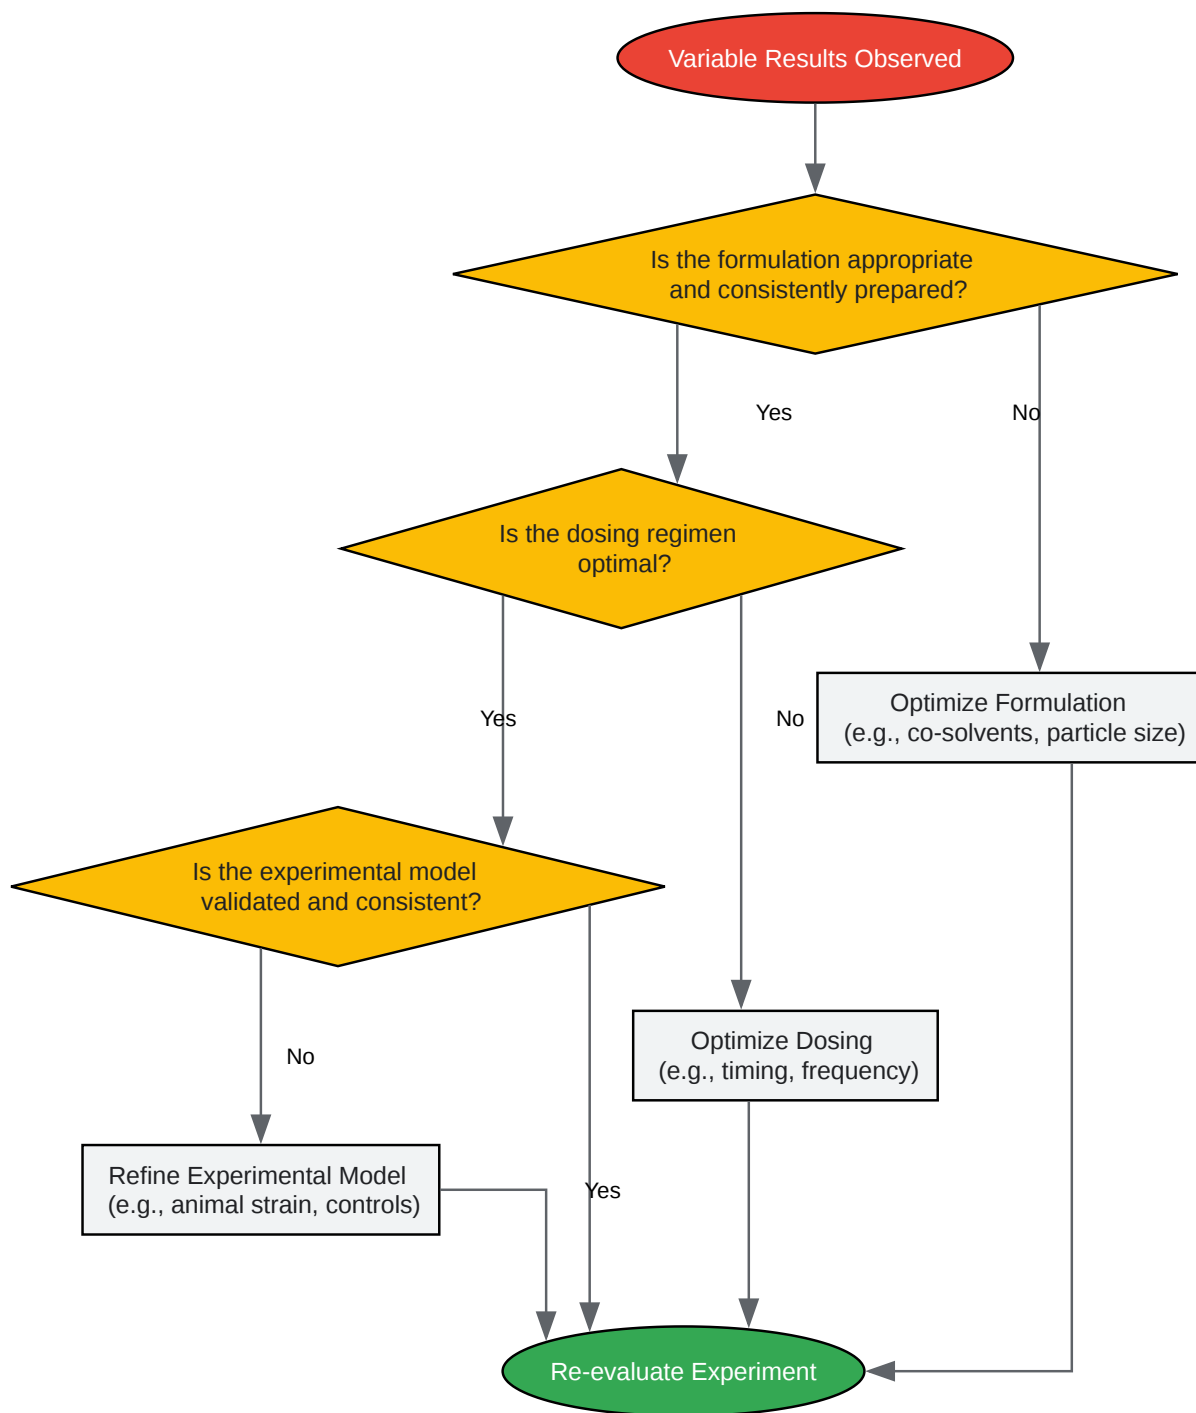 Variable Results Observed
Is the formulation appropriate
and consistently prepared?
Yes
No
Is the dosing regimen
optimal?
Yes
No
Optimize Formulation
(e.g., co-solvents, particle size)
Is the experimental model
validated and consistent?
No
Optimize Dosing
(e.g., timing, frequency)
Refine Experimental Model
(e.g., animal strain, controls)
Yes
Re-evaluate Experiment